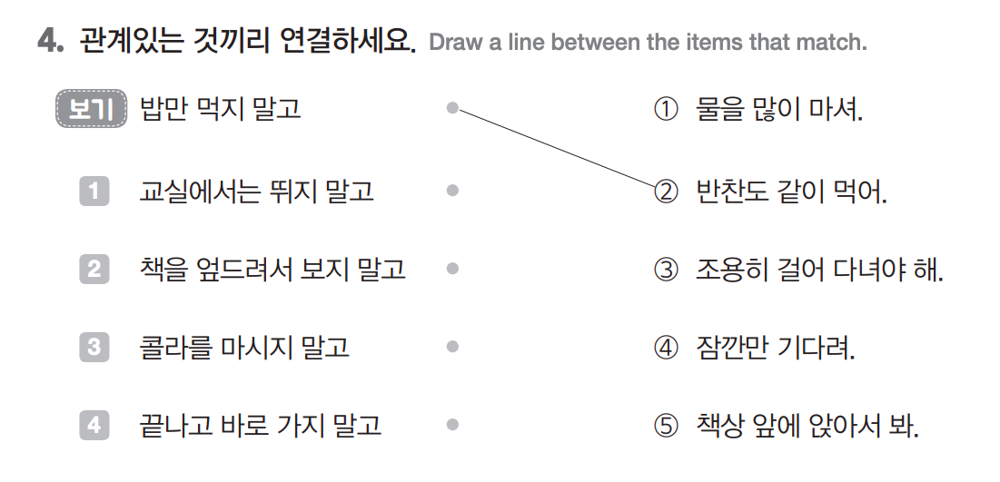 4. 관계있는 것끼리 연결하세요. Draw a line between the items that match.
보기 밥만 먹지 말고 ① 물을 많이 마셔.
1 교실에서는 뛰지 말고 ② 반찬도 같이 먹어.
2 책을 엎드려서 보지 말고 ③ 조용히 걸어 다녀야 해.
3 콜라를 마시지 말고 ④ 잠깐만 기다려.
4 끝나고 바로 가지 말고 ⑤ 책상 앞에 앉아서 봐.